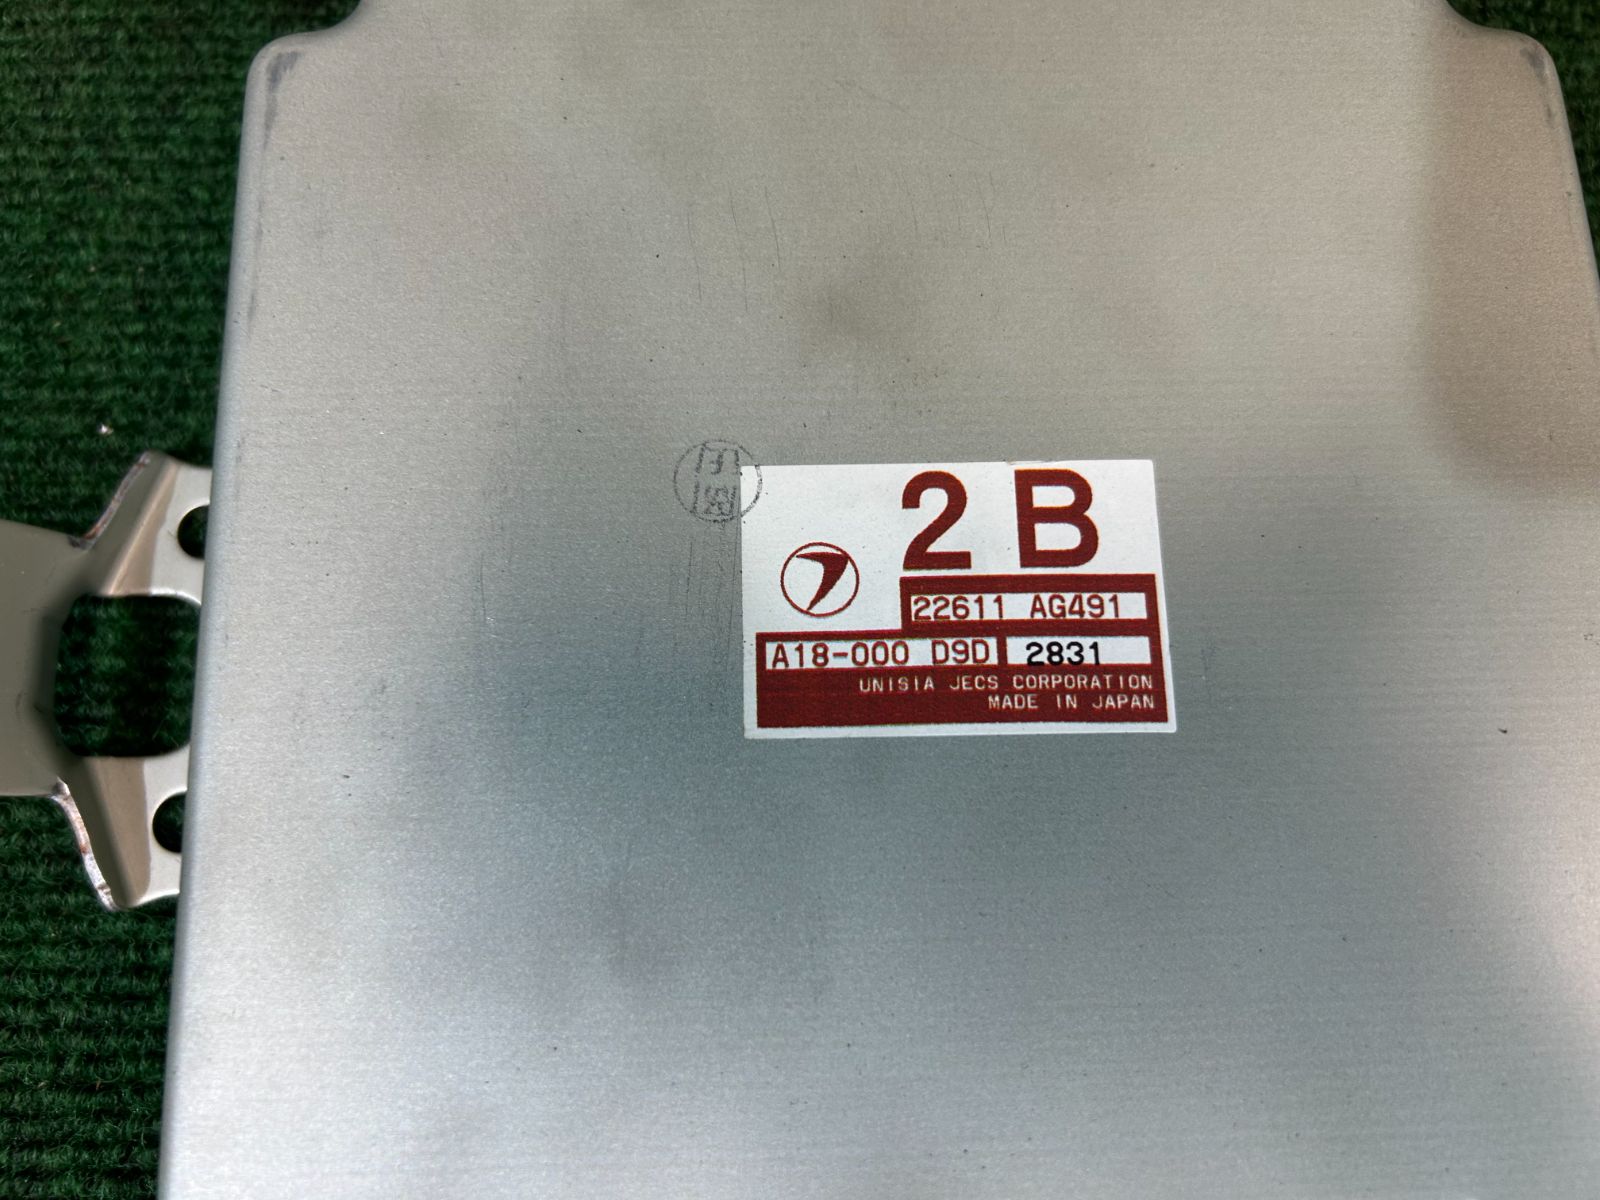 2B
22611 AG491
A18-000 D9D 2831
UNISIA JECS CORPORATION
MADE IN JAPAN